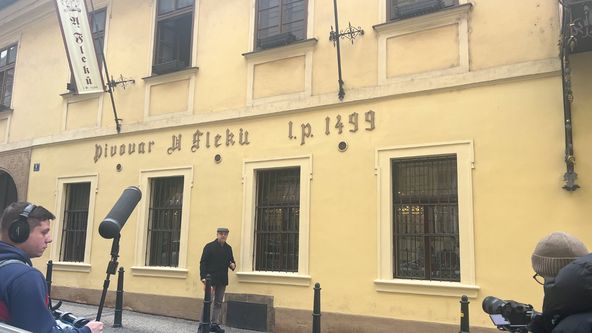 U Fleků
Pivovar U Fleků l.p. 1499